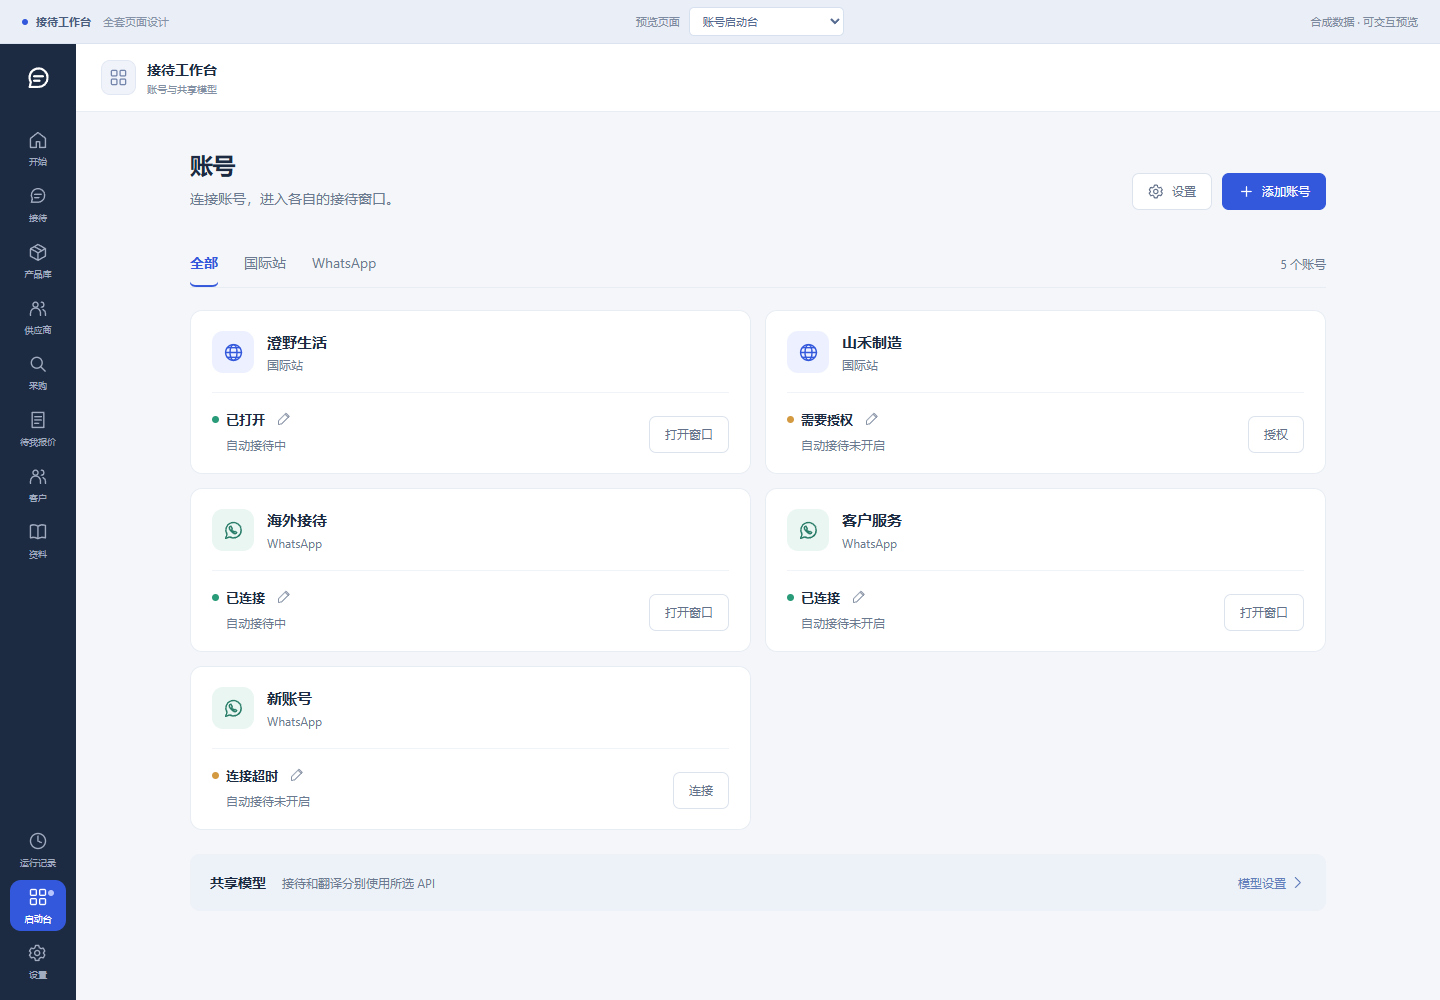 接待工作台 全套页面设计
预览页面 账号启动台
合成数据 · 可交互预览
开始
接待
产品库
供应商
采购
待我报价
客户
资料
运行记录
启动台
设置
接待工作台
账号与共享模型
账号
连接账号，进入各自的接待窗口。
设置
添加账号
全部 国际站 WhatsApp
5 个账号
澄野生活
国际站
已打开
自动接待中
打开窗口
山禾制造
国际站
需要授权
自动接待未开启
授权
海外接待
WhatsApp
已连接
自动接待中
打开窗口
客户服务
WhatsApp
已连接
自动接待未开启
打开窗口
新账号
WhatsApp
连接超时
自动接待未开启
连接
共享模型 接待和翻译分别使用所选 API
模型设置